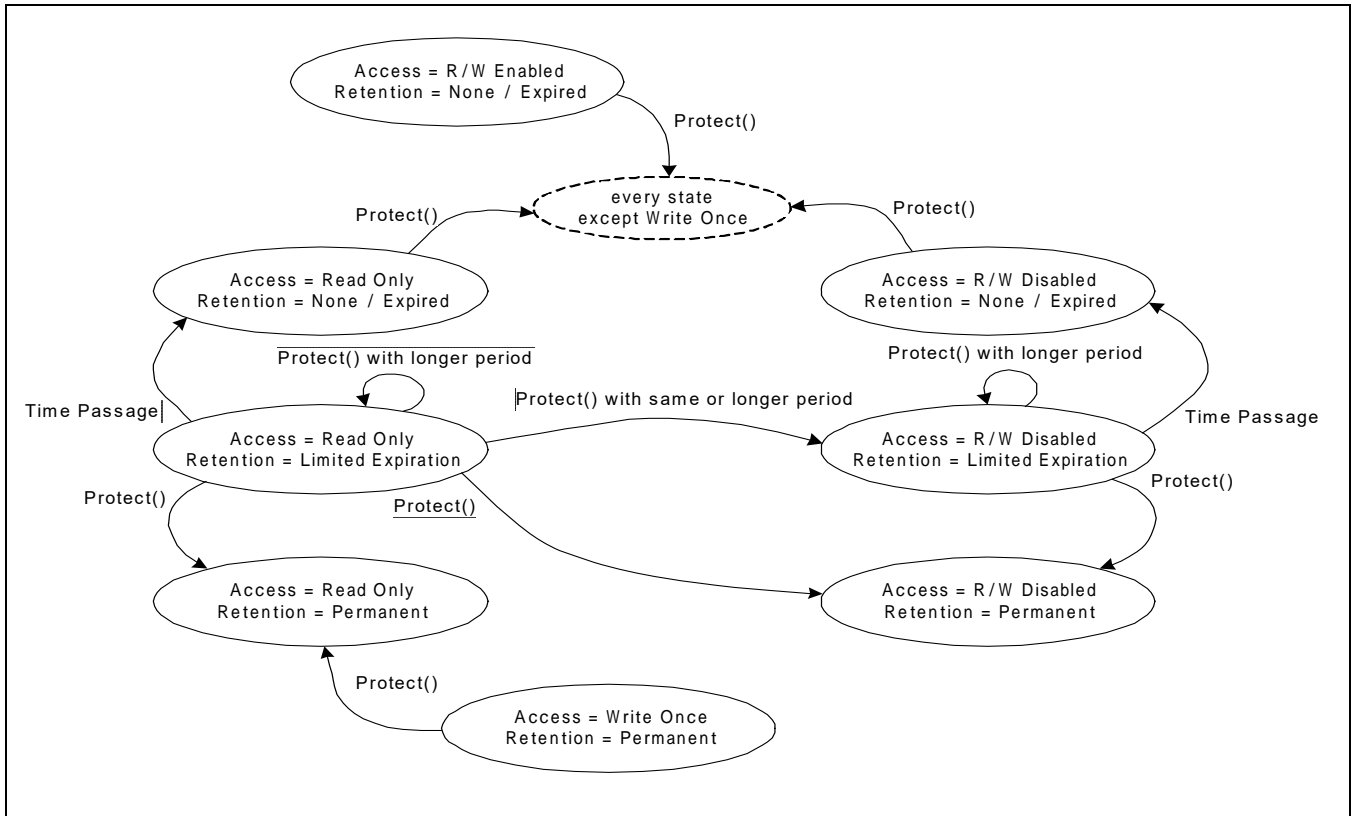 Access = R/W Enabled
Retention = None / Expired
Protect()
every state
except Write Once
Protect()
Protect()
Access = Read Only
Retention = None / Expired
Access = R/W Disabled
Retention = None / Expired
Protect() with longer period
Protect() with longer period
Time Passage
Protect() with same or longer period
Time Passage
Access = Read Only
Retention = Limited Expiration
Access = R/W Disabled
Retention = Limited Expiration
Protect()
Protect()
Protect()
Access = Read Only
Retention = Permanent
Access = R/W Disabled
Retention = Permanent
Protect()
Access = Write Once
Retention = Permanent